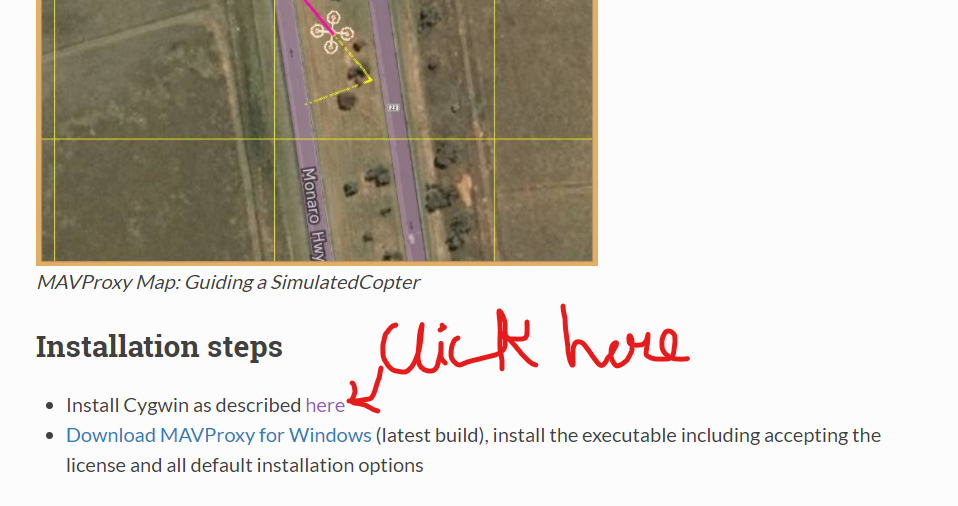 23
Monaro Hwy
MAVProxy Map: Guiding a SimulatedCopter
Installation steps
Click here
Install Cygwin as described here
Download MAVProxy for Windows (latest build), install the executable including accepting the
license and all default installation options